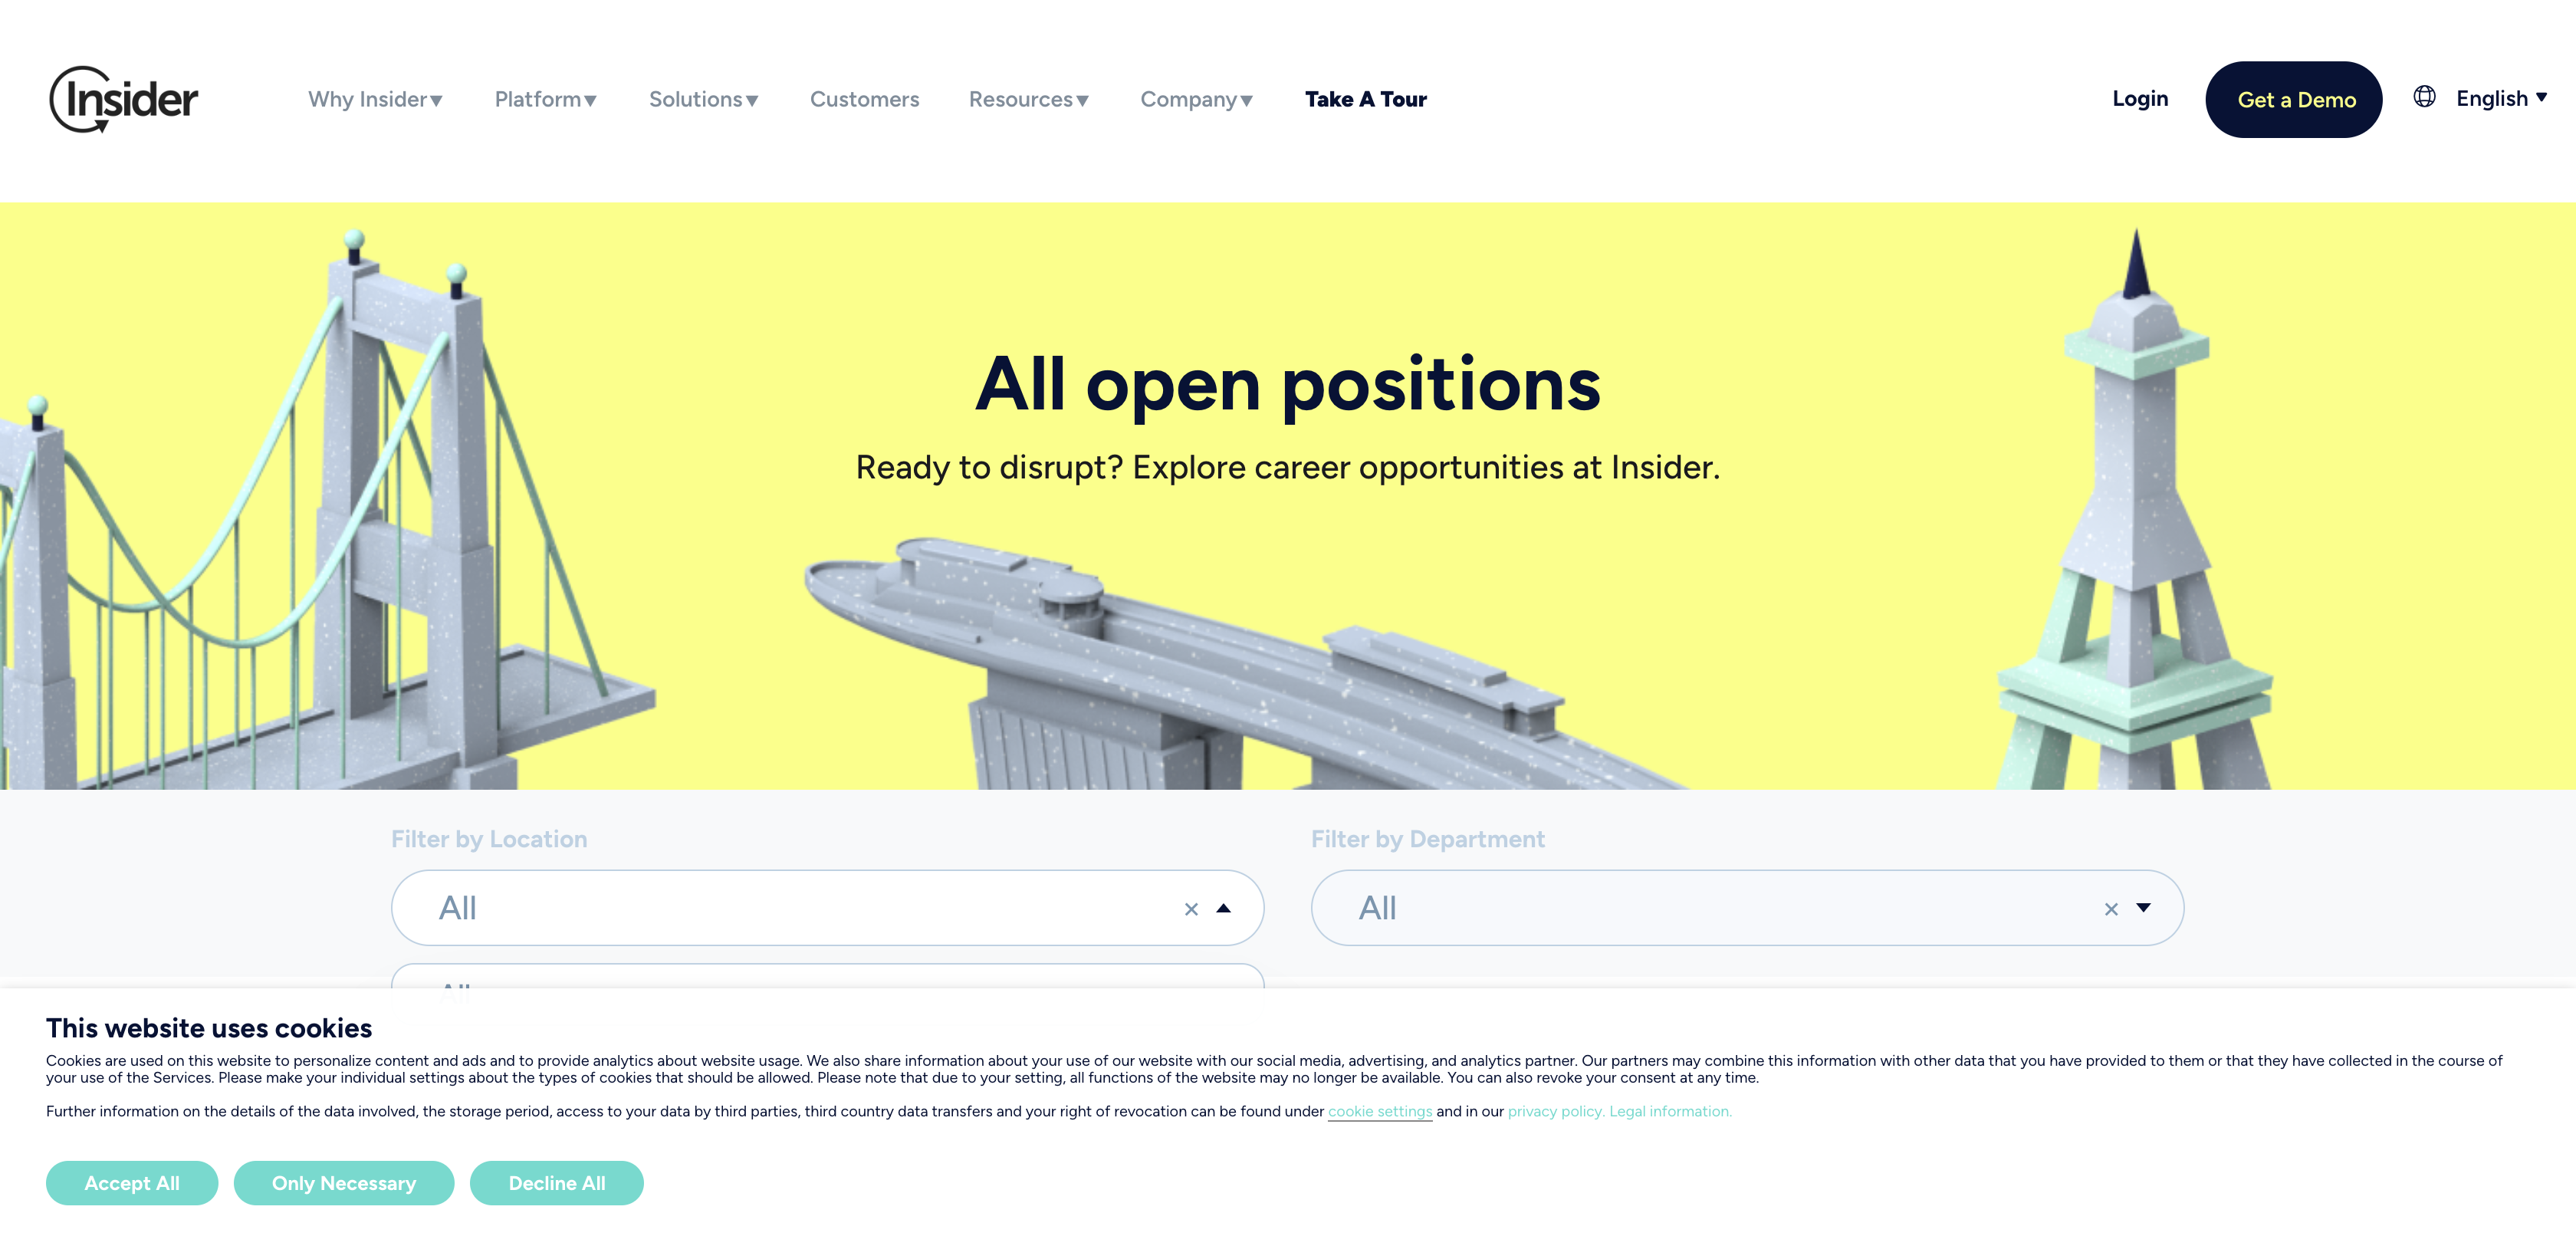 Insider
Why Insider
Platform
Solutions
Customers
Resources
Company
Take A Tour
Login
Get a Demo
English
All open positions
Ready to disrupt? Explore career opportunities at Insider.
Filter by Location
Filter by Department
All
All
All
This website uses cookies
Cookies are used on this website to personalize content and ads and to provide analytics about website usage. We also share information about your use of our website with our social media, advertising, and analytics partner. Our partners may combine this information with other data that you have provided to them or that they have collected in the course of
your use of the Services. Please make your individual settings about the types of cookies that should be allowed. Please note that due to your setting, all functions of the website may no longer be available. You can also revoke your consent at any time.
Further information on the details of the data involved, the storage period, access to your data by third parties, third country data transfers and your right of revocation can be found under cookie settings and in our privacy policy. Legal information.
Accept All
Only Necessary
Decline All